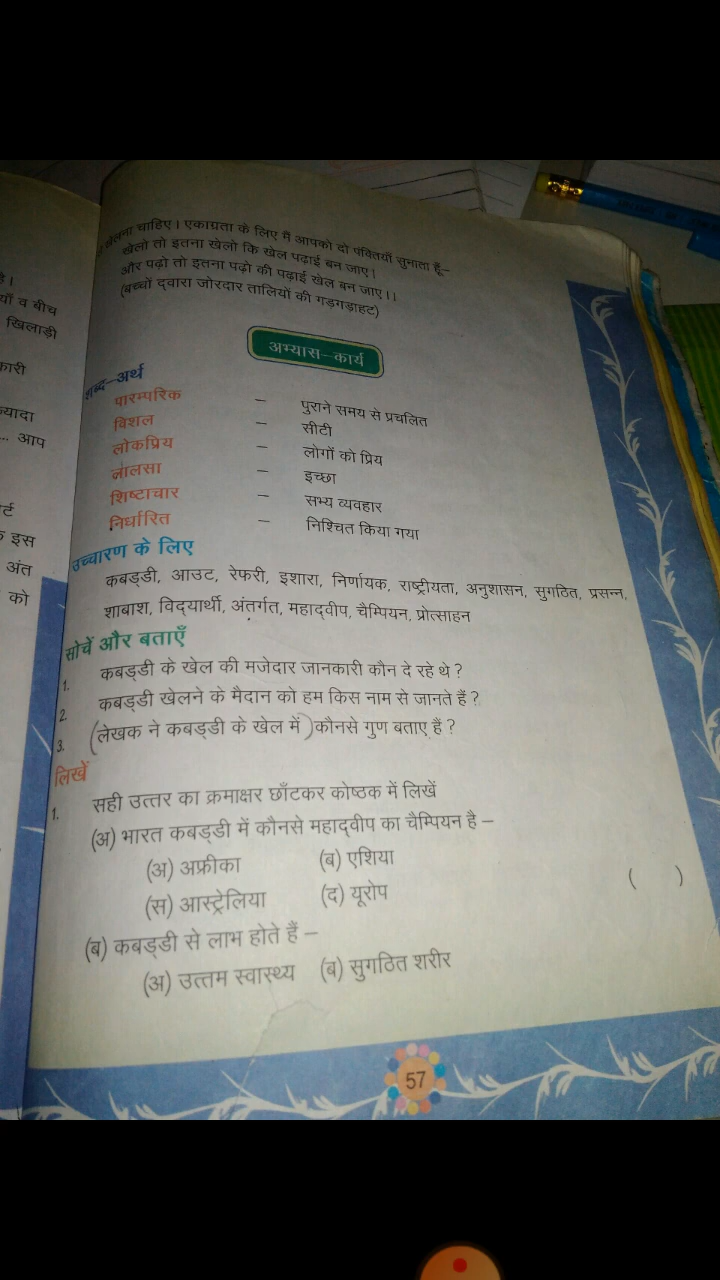 है।
यों व बीच
खिलाड़ी
कारी
ज्यादा
... आप
र्ट
इस
अंत
को
खेलना चाहिए। एकाग्रता के लिए मैं आपको दो पंक्तियाँ सुनाता हूँ–
खेलो तो इतना खेलो कि खेल पढ़ाई बन जाए।
और पढ़ो तो इतना पढ़ो की पढ़ाई खेल बन जाए।।
(बच्चों द्वारा जोरदार तालियों की गड़गड़ाहट)
अभ्यास–कार्य
शब्द–अर्थ
पारम्परिक – पुराने समय से प्रचलित
विशल – सीटी
लोकप्रिय – लोगों को प्रिय
लालसा – इच्छा
शिष्टाचार – सभ्य व्यवहार
निर्धारित – निश्चित किया गया
उच्चारण के लिए
कबड्डी, आउट, रेफरी, इशारा, निर्णायक, राष्ट्रीयता, अनुशासन, सुगठित, प्रसन्न,
शाबाश, विद्यार्थी, अंतर्गत, महाद्वीप, चैम्पियन, प्रोत्साहन
सोचें और बताएँ
1. कबड्डी के खेल की मजेदार जानकारी कौन दे रहे थे ?
2. कबड्डी खेलने के मैदान को हम किस नाम से जानते हैं ?
3. (लेखक ने कबड्डी के खेल में) कौनसे गुण बताए हैं ?
लिखें
1. सही उत्तर का क्रमाक्षर छाँटकर कोष्ठक में लिखें
(अ) भारत कबड्डी में कौनसे महाद्वीप का चैम्पियन है –
(अ) अफ्रीका (ब) एशिया
(स) आस्ट्रेलिया (द) यूरोप ( )
(ब) कबड्डी से लाभ होते हैं –
(अ) उत्तम स्वास्थ्य (ब) सुगठित शरीर
57